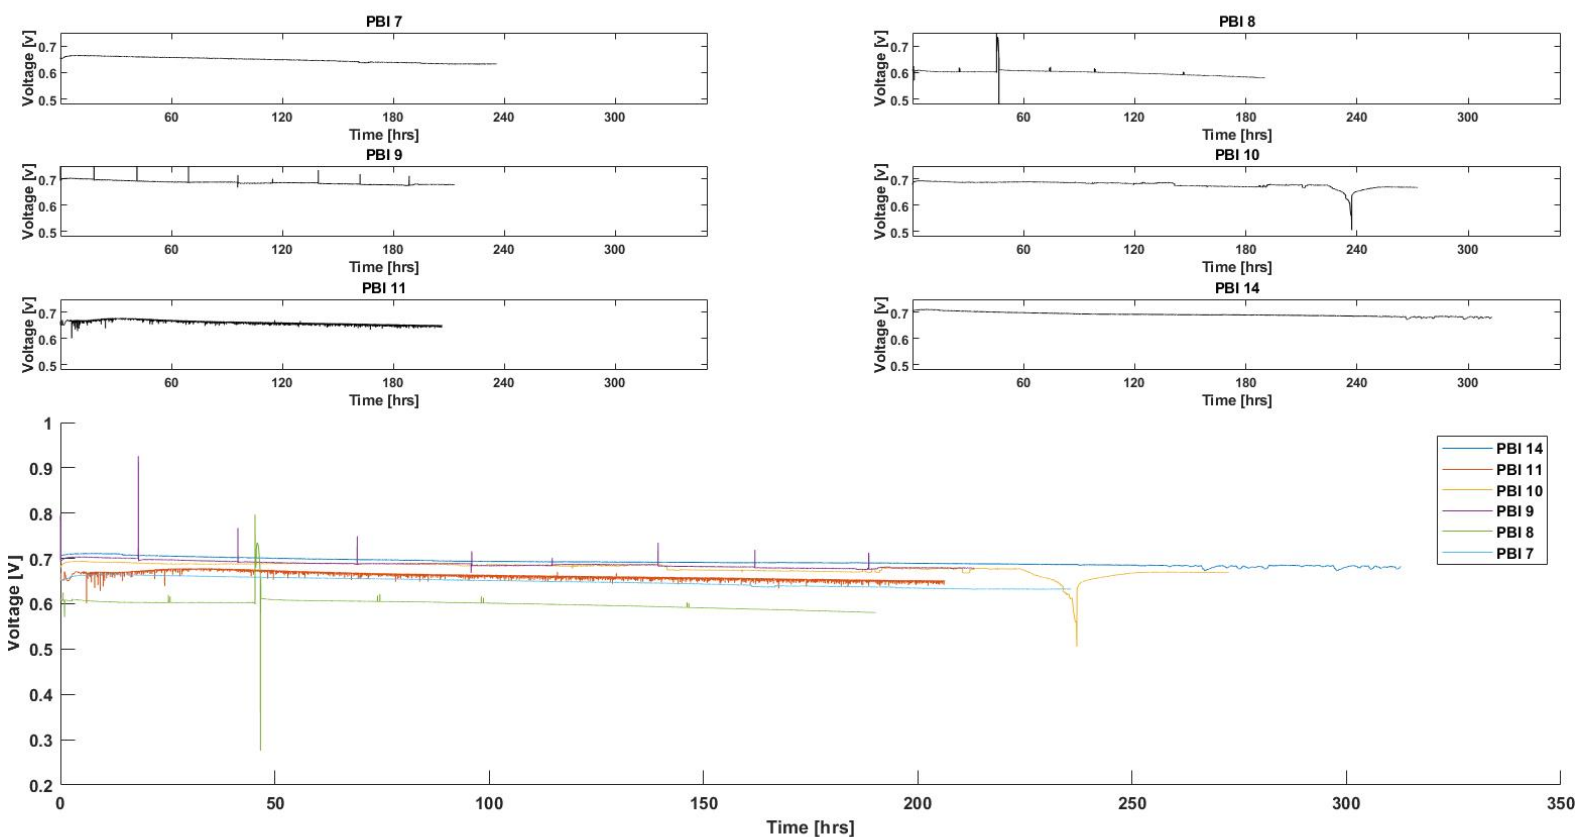 PBI 7
Voltage [v]
0.7
0.6
0.5
60 120 180 240 300
Time [hrs]
PBI 8
Voltage [v]
0.7
0.6
0.5
60 120 180 240 300
Time [hrs]
PBI 9
Voltage [v]
0.7
0.6
0.5
60 120 180 240 300
Time [hrs]
PBI 10
Voltage [v]
0.7
0.6
0.5
60 120 180 240 300
Time [hrs]
PBI 11
Voltage [v]
0.7
0.6
0.5
60 120 180 240 300
Time [hrs]
PBI 14
Voltage [v]
0.7
0.6
0.5
60 120 180 240 300
Time [hrs]
Voltage [V]
1
0.9
0.8
0.7
0.6
0.5
0.4
0.3
0.2
0 50 100 150 200 250 300 350
Time [hrs]
PBI 14
PBI 11
PBI 10
PBI 9
PBI 8
PBI 7